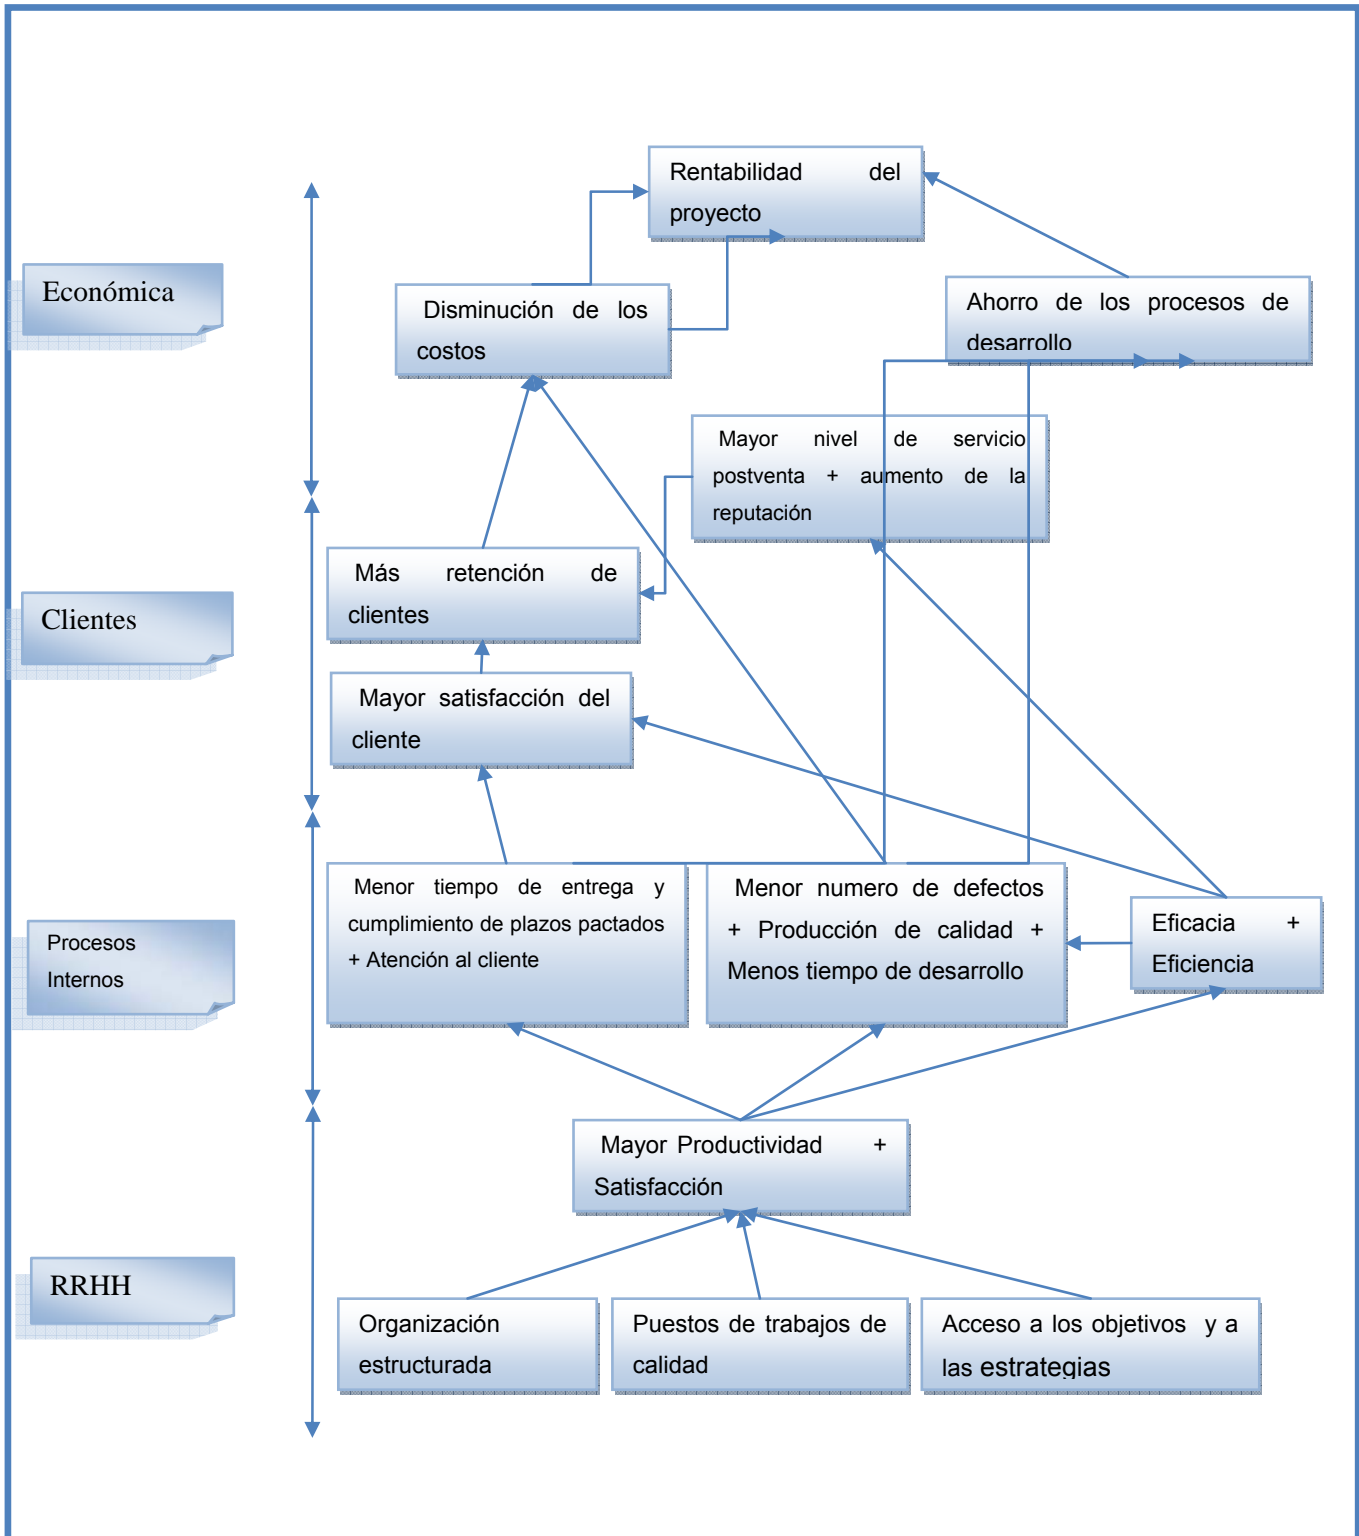 Rentabilidad del
proyecto
Económica
Disminución de los
costos
Ahorro de los procesos de
desarrollo
Mayor nivel de servicio
postventa + aumento de la
reputación
Más retención de
clientes
Clientes
Mayor satisfacción del
cliente
Menor tiempo de entrega y
cumplimiento de plazos pactados
+ Atención al cliente
Menor numero de defectos
+ Producción de calidad +
Menos tiempo de desarrollo
Eficacia +
Eficiencia
Procesos
Internos
Mayor Productividad +
Satisfacción
RRHH
Organización
estructurada
Puestos de trabajos de
calidad
Acceso a los objetivos y a
las estrategias